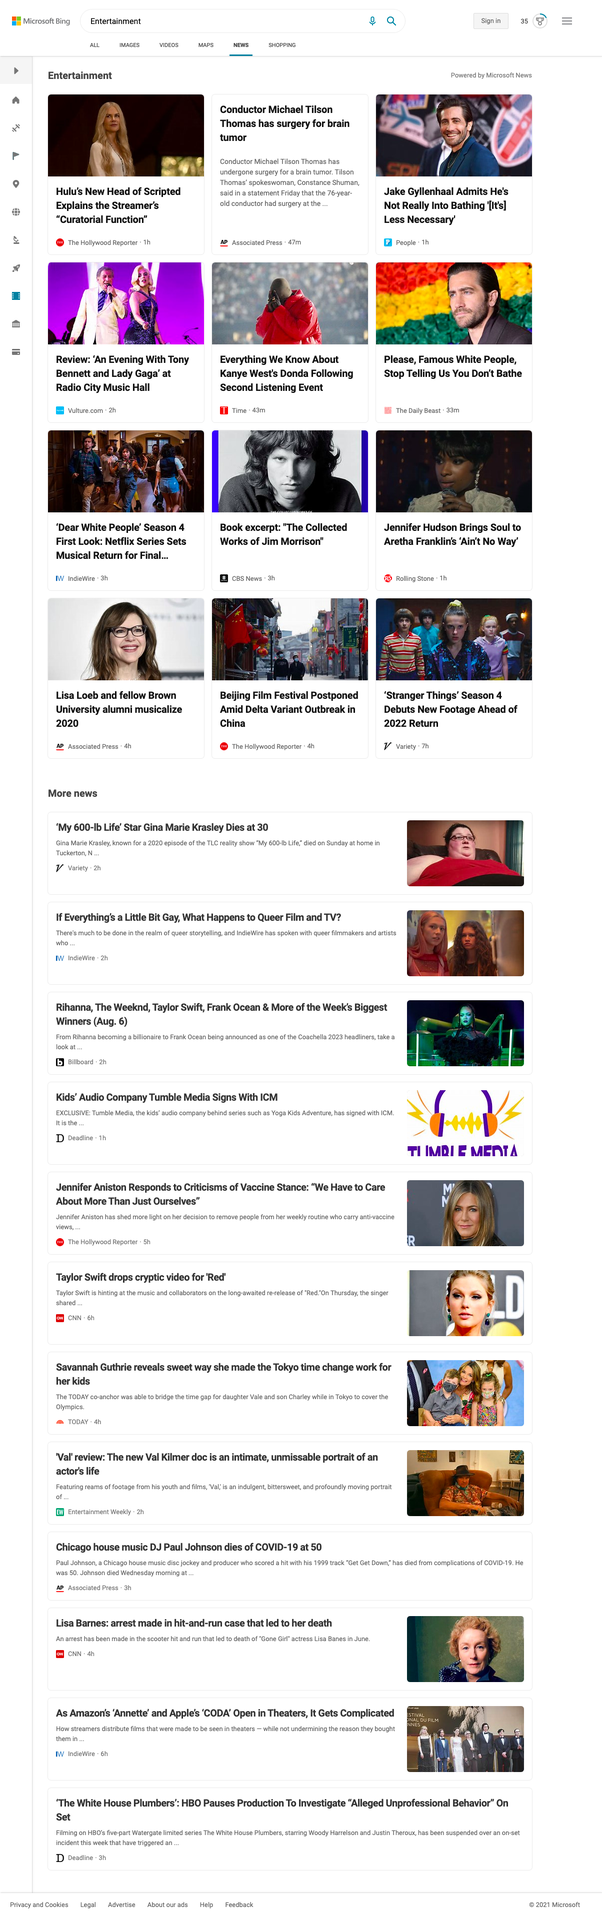 Microsoft Bing
Entertainment
Sign in
35
ALL
IMAGES
VIDEOS
MAPS
NEWS
SHOPPING
Entertainment
Powered by Microsoft News
Hulu's New Head of Scripted
Explains the Streamer's
"Curatorial Function"
The Hollywood Reporter · 1h
Conductor Michael Tilson
Thomas has surgery for brain
tumor
Conductor Michael Tilson Thomas has
undergone surgery for a brain tumor. Tilson
Thomas' spokeswoman, Constance Shuman,
said in a statement Friday that the 76-year-
old conductor had surgery at the ...
AP Associated Press · 47m
Jake Gyllenhaal Admits He's
Not Really Into Bathing '[It's]
Less Necessary'
People · 1h
Review: 'An Evening With Tony
Bennett and Lady Gaga' at
Radio City Music Hall
Vulture.com · 2h
Everything We Know About
Kanye West's Donda Following
Second Listening Event
Time · 43m
Please, Famous White People,
Stop Telling Us You Don't Bathe
The Daily Beast · 33m
'Dear White People' Season 4
First Look: Netflix Series Sets
Musical Return for Final...
IW IndieWire · 3h
Book excerpt: "The Collected
Works of Jim Morrison"
CBS News · 3h
Jennifer Hudson Brings Soul to
Aretha Franklin's 'Ain't No Way'
Rolling Stone · 1h
Lisa Loeb and fellow Brown
University alumni musicalize
2020
AP Associated Press · 4h
Beijing Film Festival Postponed
Amid Delta Variant Outbreak in
China
The Hollywood Reporter · 4h
'Stranger Things' Season 4
Debuts New Footage Ahead of
2022 Return
V Variety · 7h
More news
'My 600-lb Life' Star Gina Marie Krasley Dies at 30
Gina Marie Krasley, known for a 2020 episode of the TLC reality show "My 600-lb Life," died on Sunday at home in
Tuckerton, N ...
V Variety · 2h
If Everything's a Little Bit Gay, What Happens to Queer Film and TV?
There's much to be done in the realm of queer storytelling, and IndieWire has spoken with queer filmmakers and artists
who ...
IW IndieWire · 2h
Rihanna, The Weeknd, Taylor Swift, Frank Ocean & More of the Week's Biggest
Winners (Aug. 6)
From Rihanna becoming a billionaire to Frank Ocean being announced as one of the Coachella 2023 headliners, take a
look at ...
b Billboard · 2h
Kids' Audio Company Tumble Media Signs With ICM
EXCLUSIVE: Tumble Media, the kids' audio company behind series such as Yoga Kids Adventure, has signed with ICM.
It is the ...
D Deadline · 1h
TUMBLE MEDIA
Jennifer Aniston Responds to Criticisms of Vaccine Stance: "We Have to Care
About More Than Just Ourselves"
Jennifer Aniston has shed more light on her decision to remove people from her weekly routine who carry anti-vaccine
views, ...
The Hollywood Reporter · 5h
Taylor Swift drops cryptic video for 'Red'
Taylor Swift is hinting at the music and collaborators on the long-awaited re-release of "Red."On Thursday, the singer
shared ...
CNN · 6h
Savannah Guthrie reveals sweet way she made the Tokyo time change work for
her kids
The TODAY co-anchor was able to bridge the time gap for daughter Vale and son Charley while in Tokyo to cover the
Olympics.
TODAY · 4h
'Val' review: The new Val Kilmer doc is an intimate, unmissable portrait of an
actor's life
Featuring reams of footage from his youth and films, 'Val,' is an indulgent, bittersweet, and profoundly moving portrait
of ...
EW Entertainment Weekly · 2h
Chicago house music DJ Paul Johnson dies of COVID-19 at 50
Paul Johnson, a Chicago house music disc jockey and producer who scored a hit with his 1999 track "Get Get Down," has died from complications of COVID-19. He
was 50. Johnson died Wednesday morning at ...
AP Associated Press · 3h
Lisa Barnes: arrest made in hit-and-run case that led to her death
An arrest has been made in the scooter hit and run that led to death of "Gone Girl" actress Lisa Banes in June.
CNN · 4h
As Amazon's 'Annette' and Apple's 'CODA' Open in Theaters, It Gets Complicated
How streamers distribute films that were made to be seen in theaters — while not undermining the reason they bought
them in ...
IW IndieWire · 6h
'The White House Plumbers': HBO Pauses Production To Investigate "Alleged Unprofessional Behavior" On
Set
Filming on HBO's five-part Watergate limited series The White House Plumbers, starring Woody Harrelson and Justin Theroux, has been suspended over an on-set
incident this week that have triggered an ...
D Deadline · 3h
Privacy and Cookies
Legal
Advertise
About our ads
Help
Feedback
© 2021 Microsoft